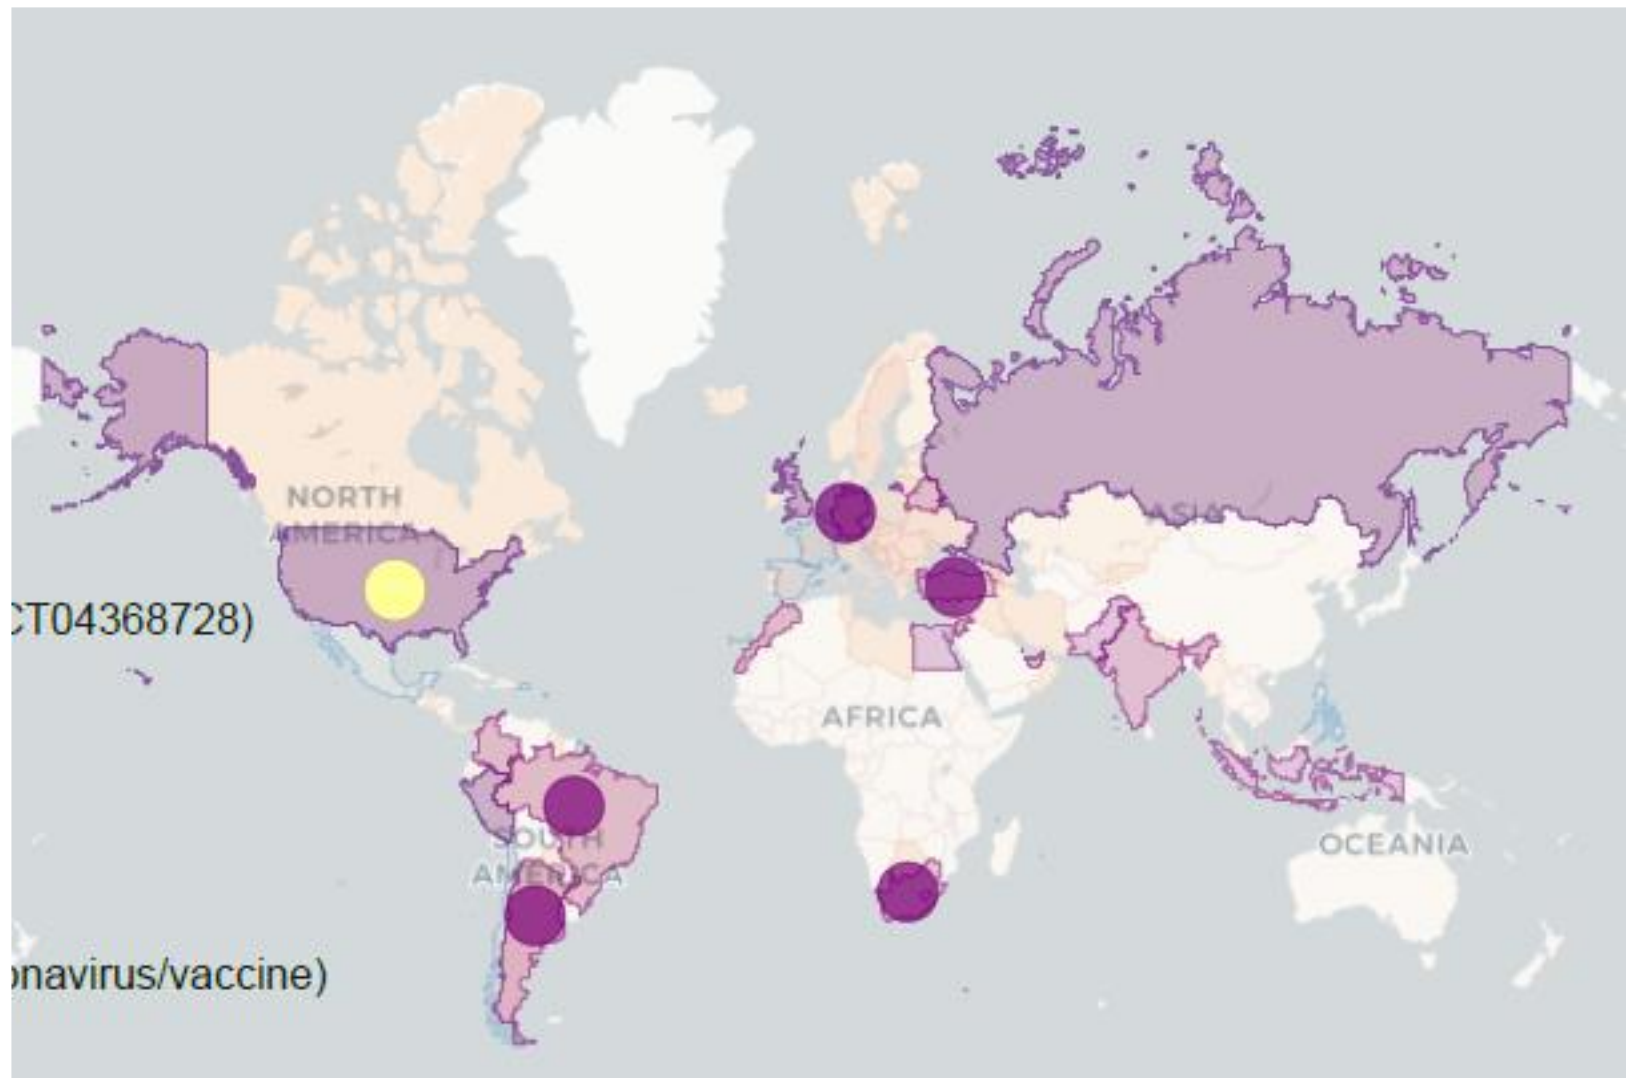 NORTH
AMERICA
ASIA
CT04368728)
AFRICA
SOUTH
AMERICA
OCEANIA
onavirus/vaccine)